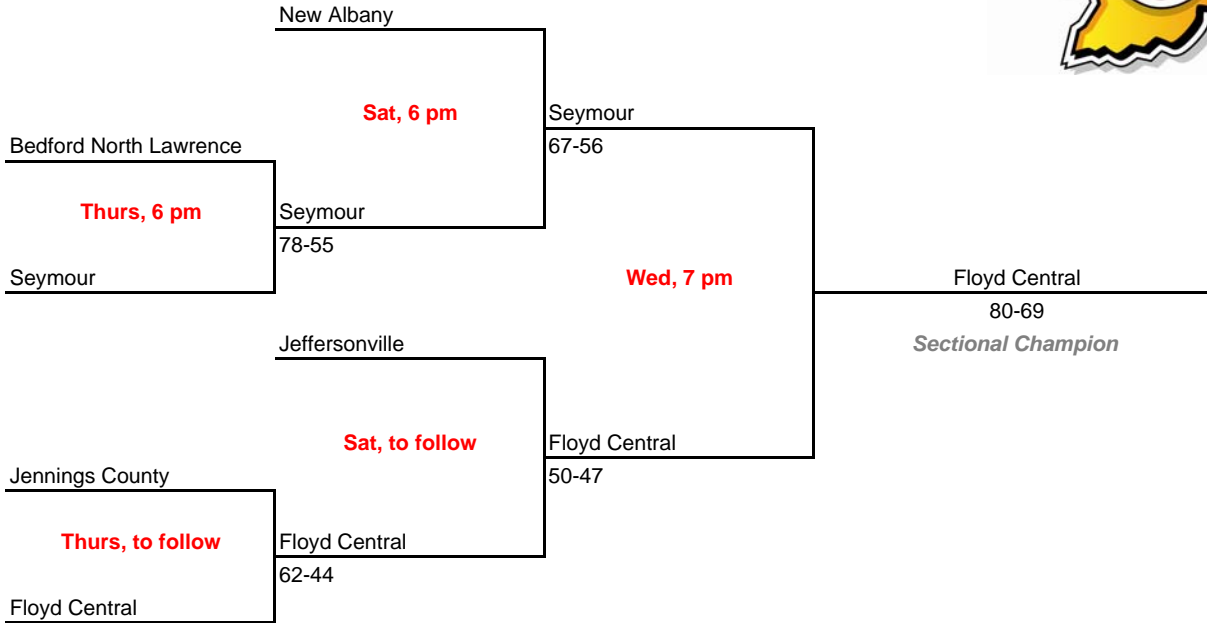 New Albany
Sat, 6 pm
Seymour
Bedford North Lawrence
67-56
Thurs, 6 pm
Seymour
78-55
Seymour
Wed, 7 pm
Floyd Central
80-69
Jeffersonville
Sectional Champion
Sat, to follow
Floyd Central
Jennings County
50-47
Thurs, to follow
Floyd Central
62-44
Floyd Central